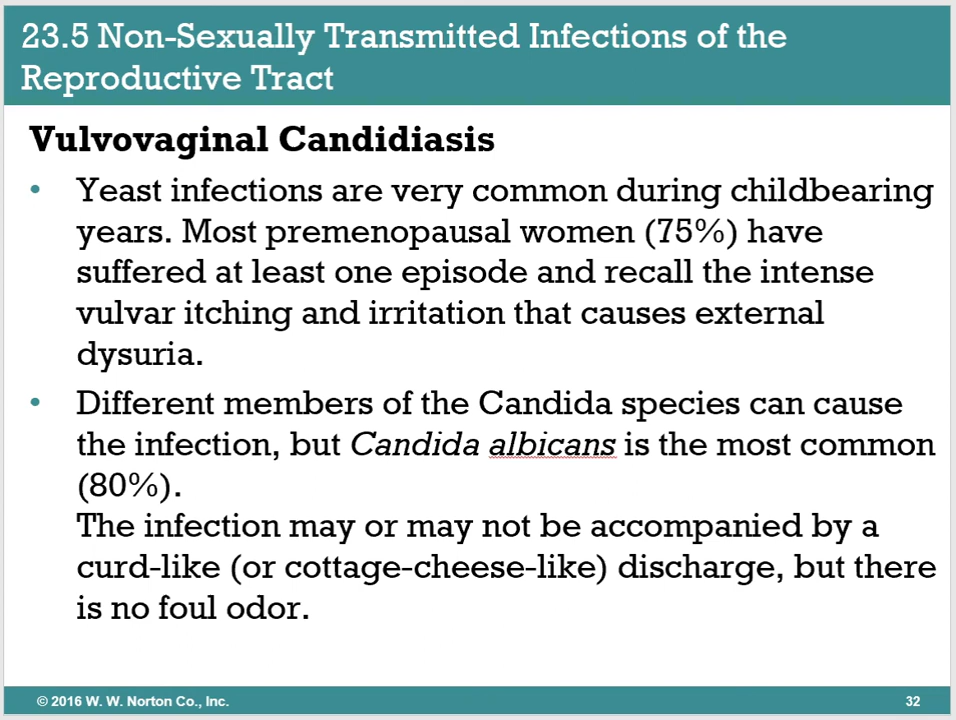 23.5 Non-Sexually Transmitted Infections of the
Reproductive Tract
Vulvovaginal Candidiasis
• Yeast infections are very common during childbearing
years. Most premenopausal women (75%) have
suffered at least one episode and recall the intense
vulvar itching and irritation that causes external
dysuria.
• Different members of the Candida species can cause
the infection, but Candida albicans is the most common
(80%).
The infection may or may not be accompanied by a
curd-like (or cottage-cheese-like) discharge, but there
is no foul odor.
© 2016 W. W. Norton Co., Inc.
32